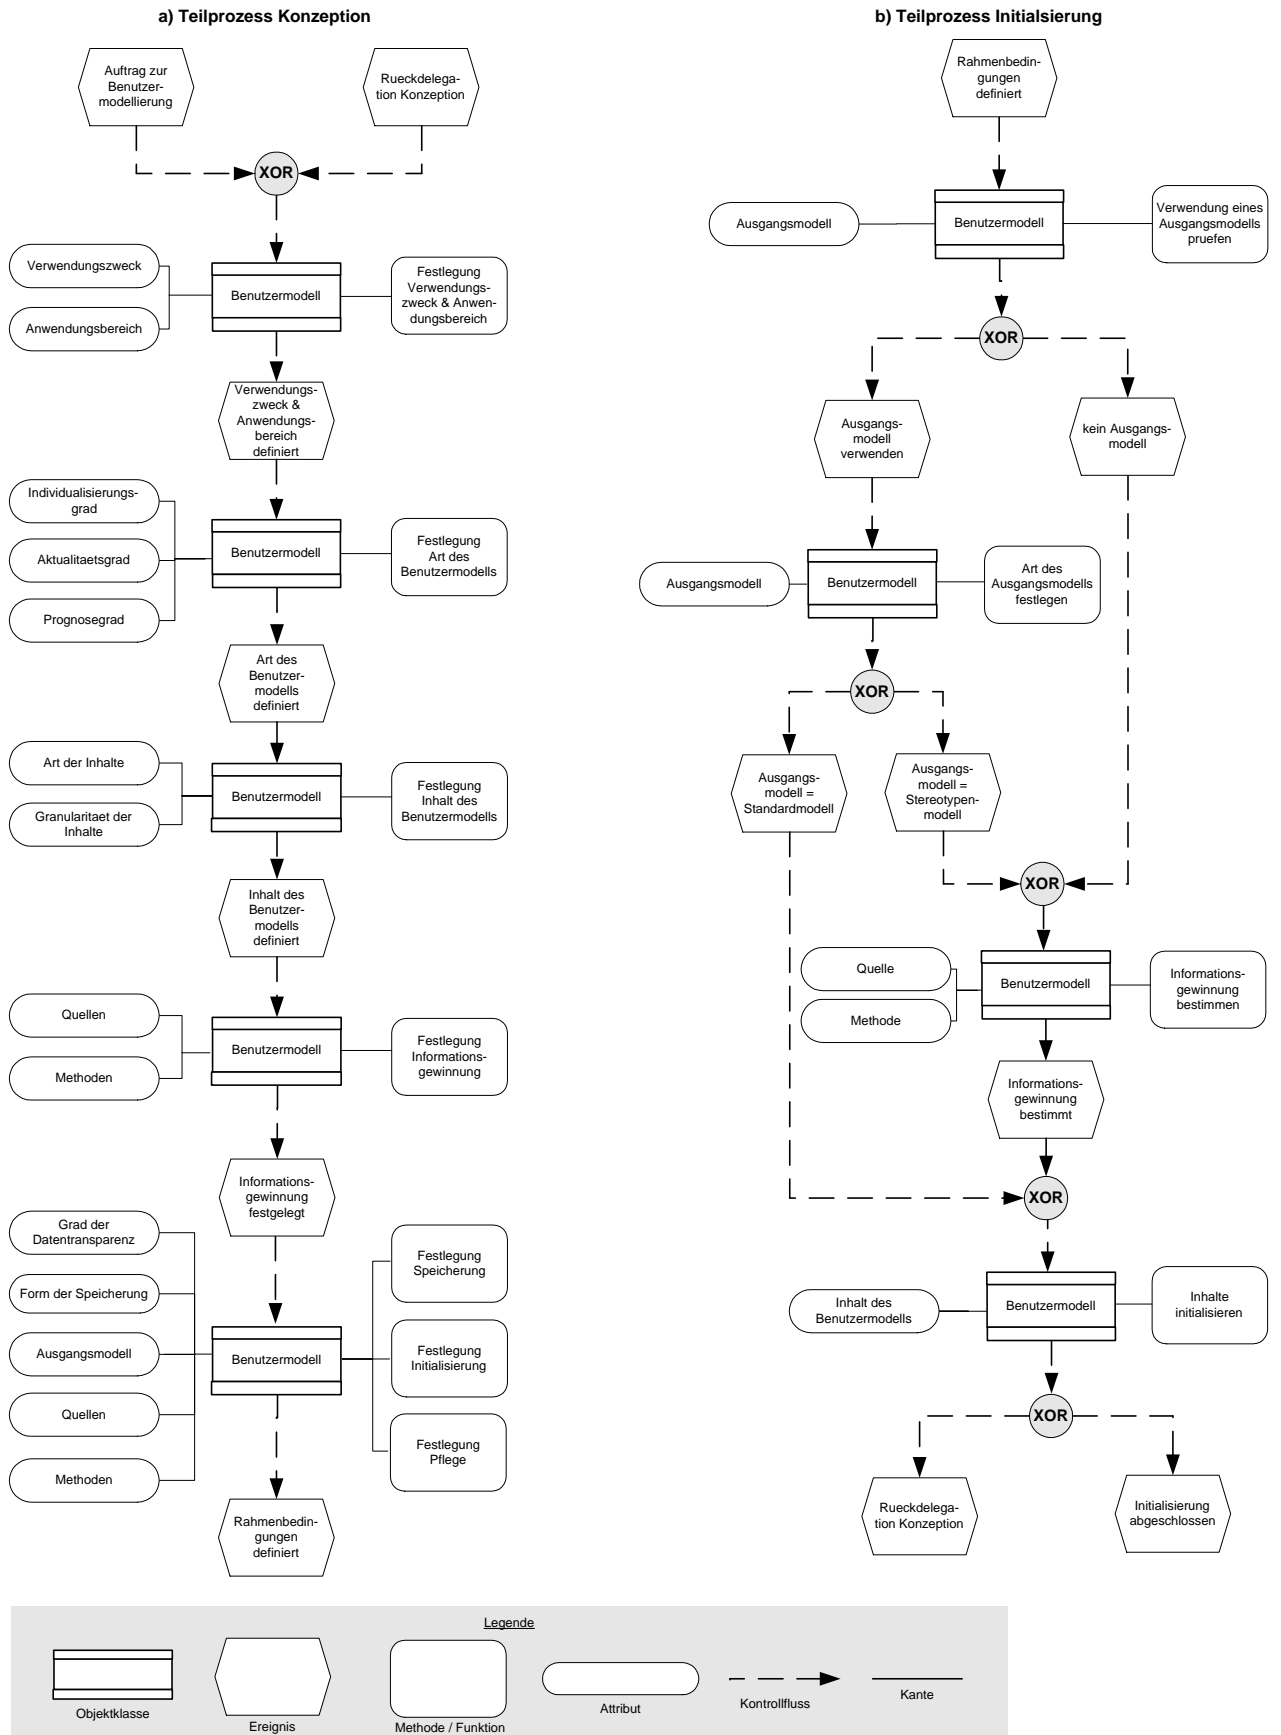 a) Teilprozess Konzeption
Auftrag zur
Benutzer-
modellierung
Rueckdelega-
tion Konzeption
XOR
Verwendungszweck
Anwendungsbereich
Benutzermodell
Festlegung
Verwendungs-
zweck & Anwen-
dungsbereich
Verwendungs-
zweck &
Anwendungs-
bereich
definiert
Individualisierungs-
grad
Aktualitaetsgrad
Prognosegrad
Benutzermodell
Festlegung
Art des
Benutzermodells
Art des
Benutzer-
modells
definiert
Art der Inhalte
Granularitaet der
Inhalte
Benutzermodell
Festlegung
Inhalt des
Benutzermodells
Inhalt des
Benutzer-
modells
definiert
Quellen
Methoden
Benutzermodell
Festlegung
Informations-
gewinnung
Informations-
gewinnung
festgelegt
Grad der
Datentransparenz
Form der Speicherung
Ausgangsmodell
Quellen
Methoden
Benutzermodell
Festlegung
Speicherung
Festlegung
Initialisierung
Festlegung
Pflege
Rahmenbedin-
gungen
definiert
b) Teilprozess Initialsierung
Rahmenbedin-
gungen
definiert
Ausgangsmodell
Benutzermodell
Verwendung eines
Ausgangsmodells
pruefen
XOR
Ausgangs-
modell
verwenden
kein Ausgangs-
modell
Ausgangsmodell
Benutzermodell
Art des
Ausgangsmodells
festlegen
XOR
Ausgangs-
modell =
Standardmodell
Ausgangs-
modell =
Stereotypen-
modell
XOR
Quelle
Methode
Benutzermodell
Informations-
gewinnung
bestimmen
Informations-
gewinnung
bestimmt
XOR
Inhalt des
Benutzermodells
Benutzermodell
Inhalte
initialisieren
XOR
Rueckdelega-
tion Konzeption
Initialisierung
abgeschlossen
Legende
Objektklasse
Ereignis
Methode / Funktion
Attribut
Kontrollfluss
Kante